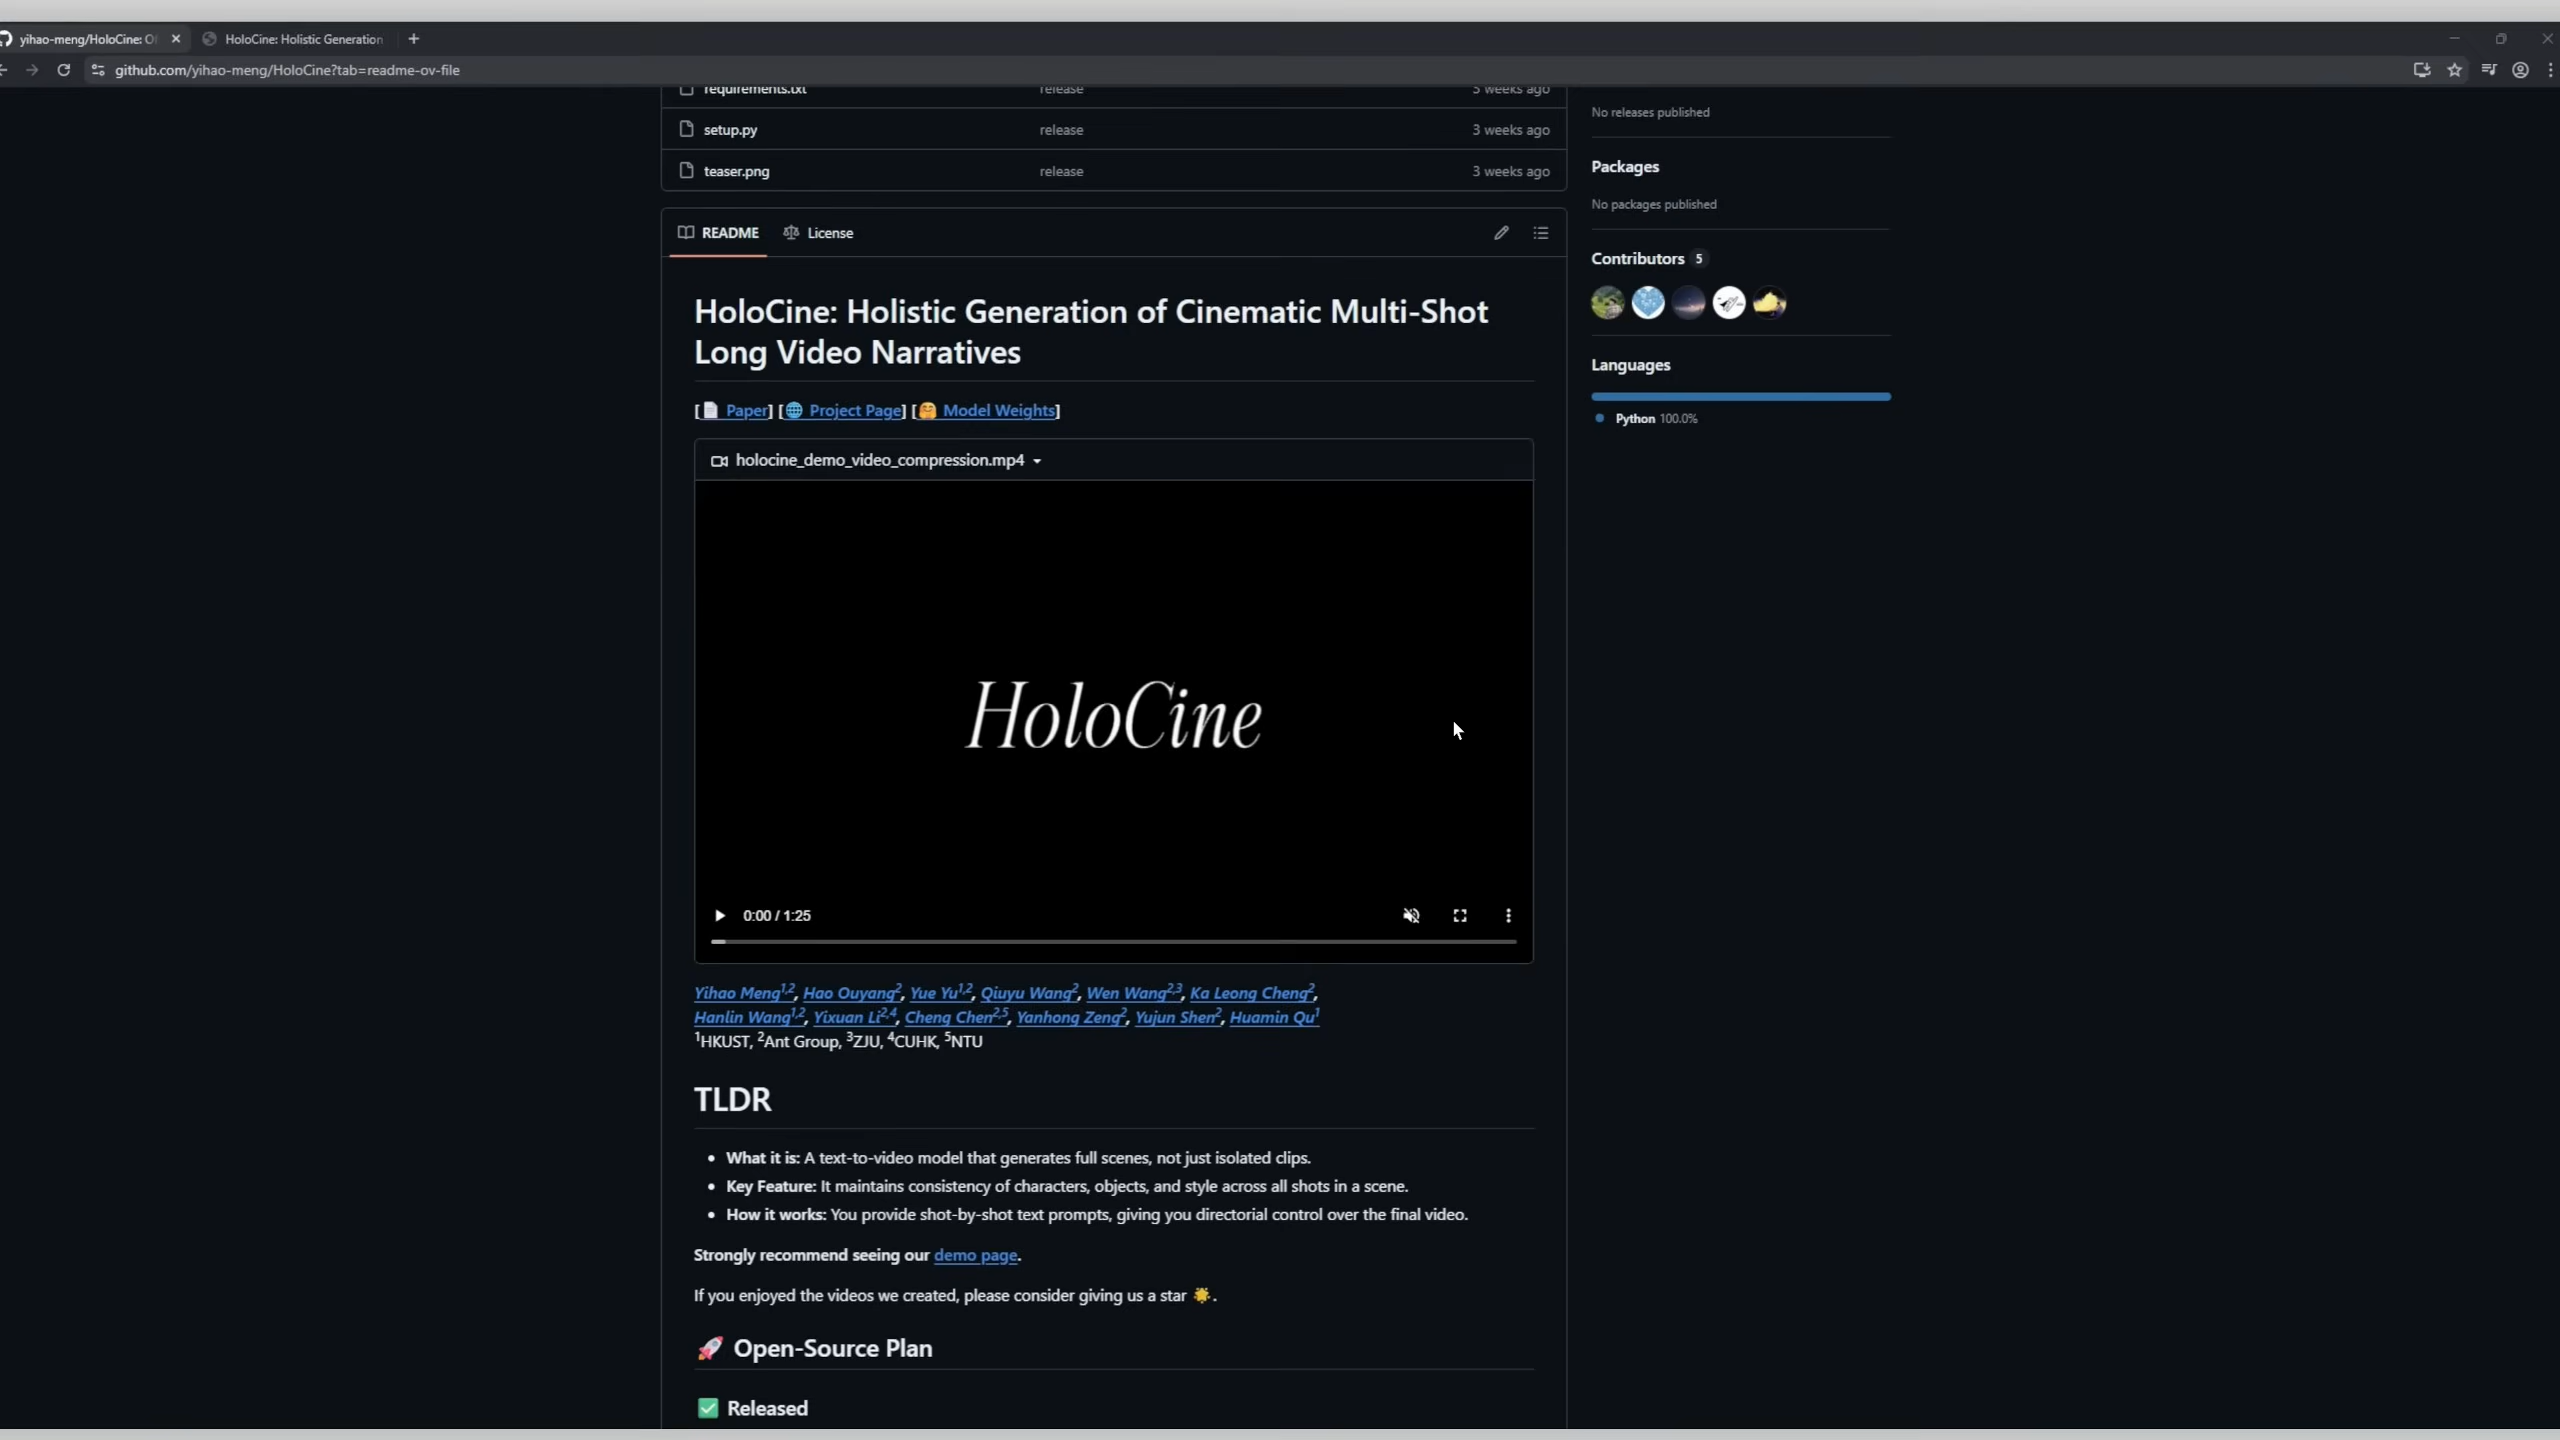 yihao-meng/HoloCine: O
HoloCine: Holistic Generation
github.com/yihao-meng/HoloCine?tab=readme-ov-file
requirements.txt release 3 weeks ago
setup.py release 3 weeks ago
teaser.png release 3 weeks ago
README License
HoloCine: Holistic Generation of Cinematic Multi-Shot
Long Video Narratives
[📄 Paper] [🌐 Project Page] [🤗 Model Weights]
holocine_demo_video_compression.mp4
HoloCine
0:00 / 1:25
Yihao Meng1,2, Hao Ouyang2, Yue Yu1,2, Qiuyu Wang2, Wen Wang2,3, Ka Leong Cheng2,
Hanlin Wang1,2, Yixuan Li2,4, Cheng Chen2,5, Yanhong Zeng2, Yujun Shen2, Huamin Qu1
1HKUST, 2Ant Group, 3ZJU, 4CUHK, 5NTU
TLDR
• What it is: A text-to-video model that generates full scenes, not just isolated clips.
• Key Feature: It maintains consistency of characters, objects, and style across all shots in a scene.
• How it works: You provide shot-by-shot text prompts, giving you directorial control over the final video.
Strongly recommend seeing our demo page.
If you enjoyed the videos we created, please consider giving us a star 🌟.
🚀 Open-Source Plan
✅ Released
No releases published
Packages
No packages published
Contributors 5
Languages
Python 100.0%